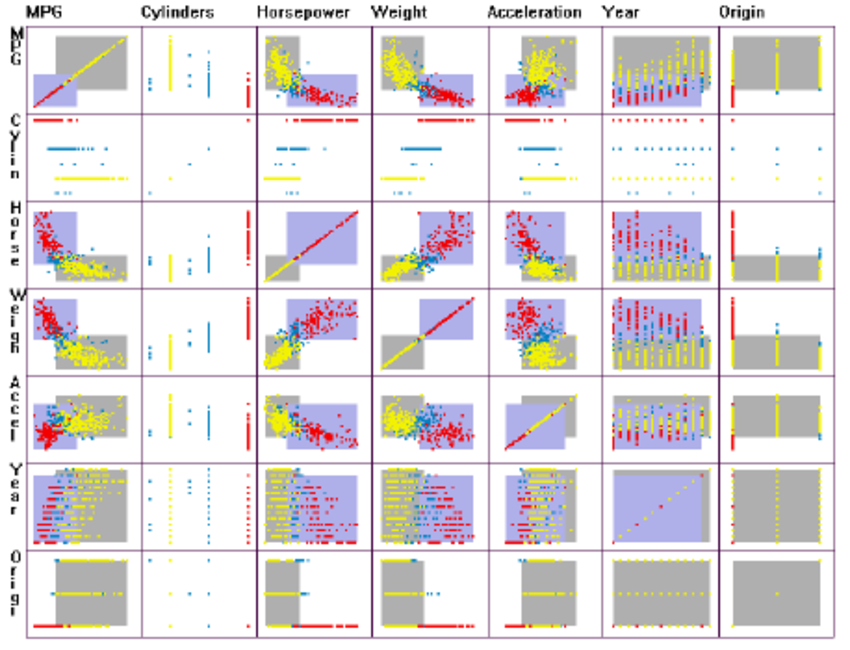 MPG Cylinders Horsepower Weight Acceleration Year Origin
MPG
Cylin
Horse
Weigh
Accel
Year
Origi